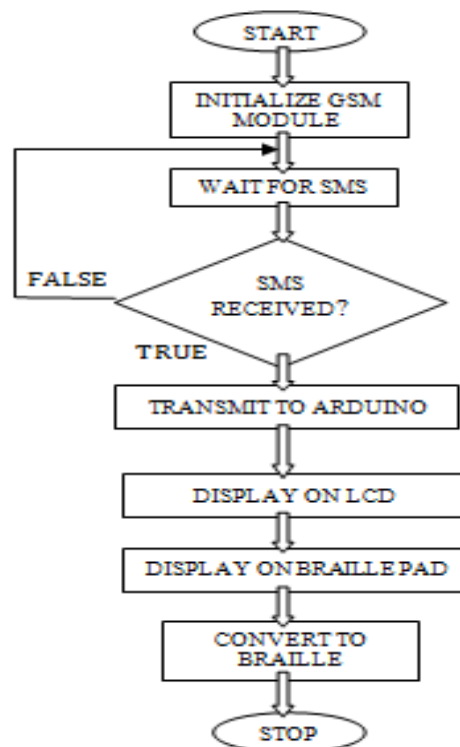 START
INITIALIZE GSM
MODULE
WAIT FOR SMS
FALSE
SMS
RECEIVED?
TRUE
TRANSMIT TO ARDUINO
DISPLAY ON LCD
DISPLAY ON BRAILLE PAD
CONVERT TO
BRAILLE
STOP